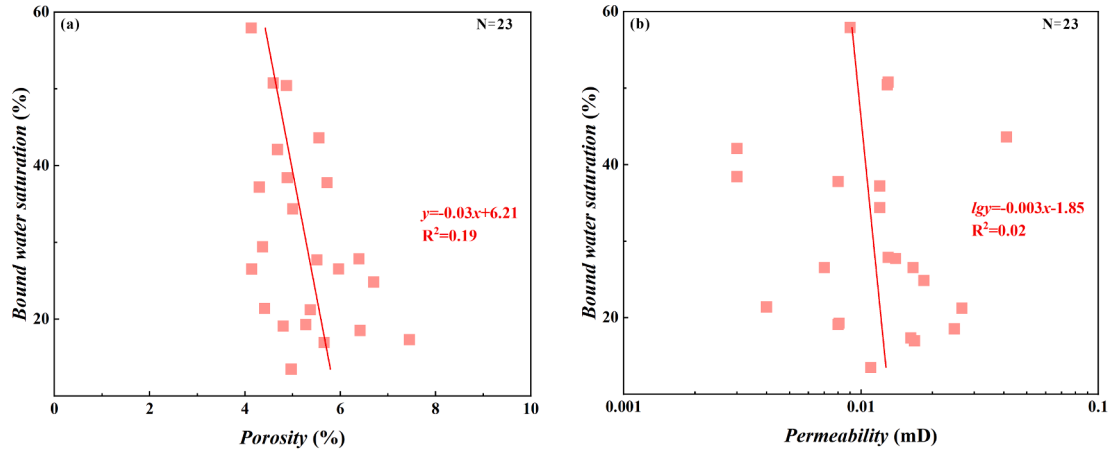 (a)
N=23
60
40
20
Bound water saturation (%)
y=-0.03x+6.21
R²=0.19
0
2
4
6
8
10
Porosity (%)
(b)
N=23
60
40
20
Bound water saturation (%)
lgy=-0.003x-1.85
R²=0.02
0.001
0.01
0.1
Permeability (mD)